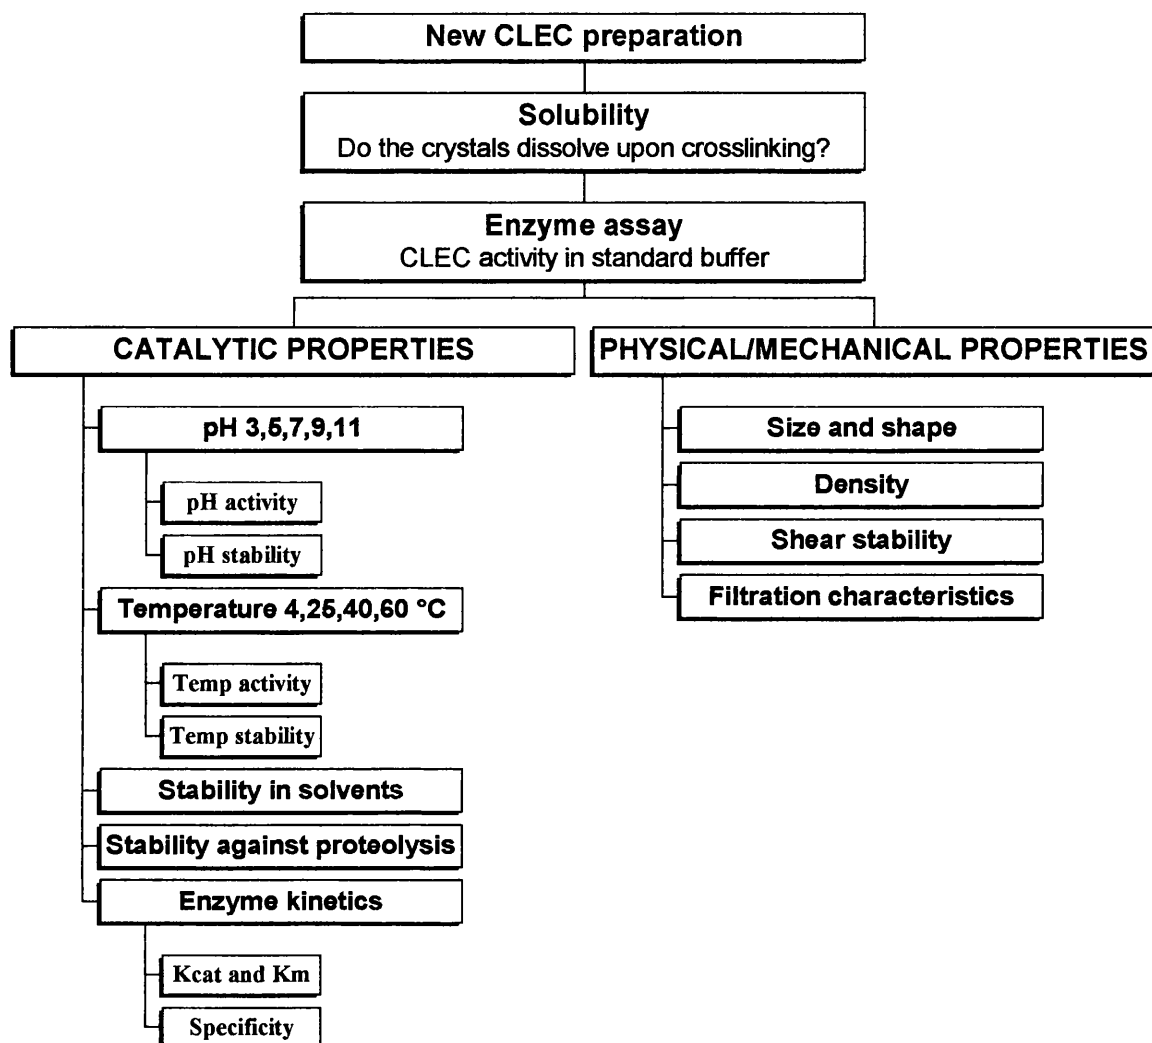 New CLEC preparation
Solubility
Do the crystals dissolve upon crosslinking?
Enzyme assay
CLEC activity in standard buffer
CATALYTIC PROPERTIES
pH 3,5,7,9,11
pH activity
pH stability
Temperature 4,25,40,60 °C
Temp activity
Temp stability
Stability in solvents
Stability against proteolysis
Enzyme kinetics
Kcat and Km
Specificity
PHYSICAL/MECHANICAL PROPERTIES
Size and shape
Density
Shear stability
Filtration characteristics